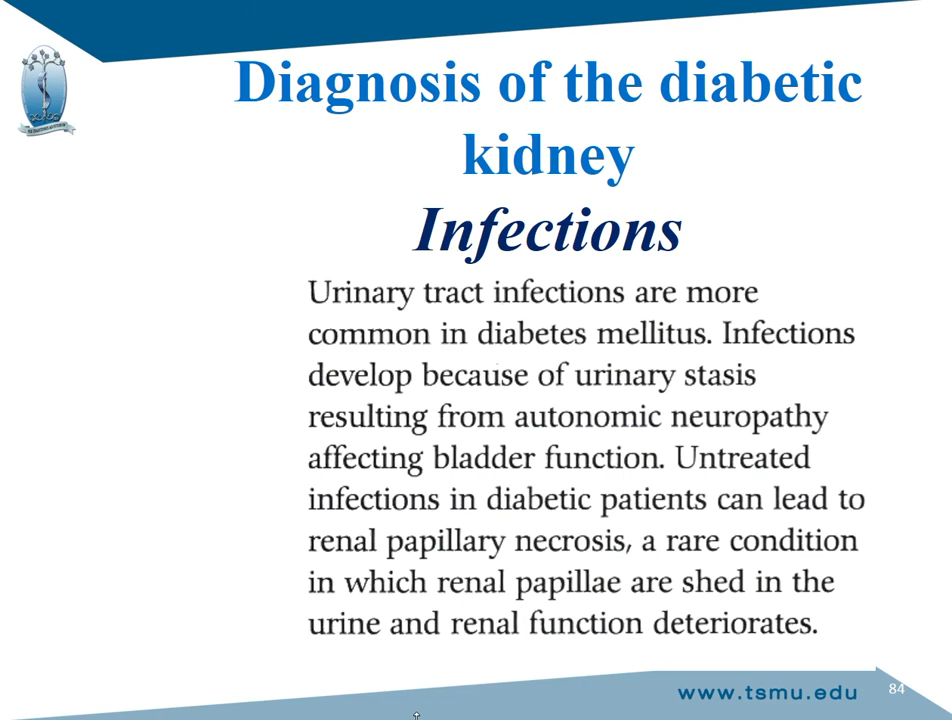 Diagnosis of the diabetic
kidney
Infections
Urinary tract infections are more
common in diabetes mellitus. Infections
develop because of urinary stasis
resulting from autonomic neuropathy
affecting bladder function. Untreated
infections in diabetic patients can lead to
renal papillary necrosis, a rare condition
in which renal papillae are shed in the
urine and renal function deteriorates.
www.tsmu.edu
84